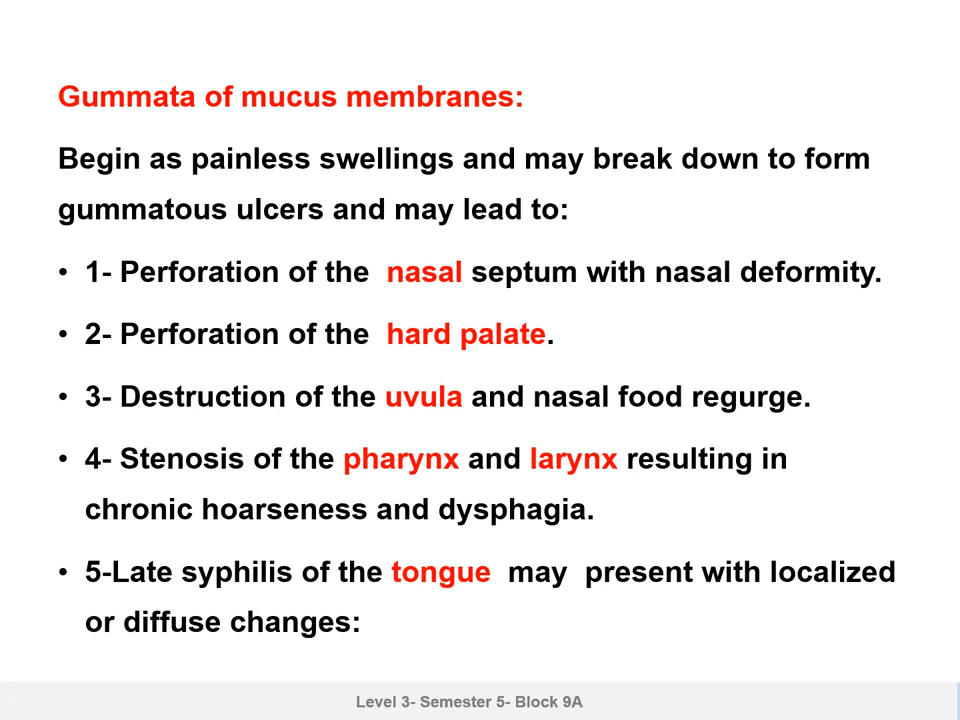 Gummata of mucus membranes:
Begin as painless swellings and may break down to form
gummatous ulcers and may lead to:
• 1- Perforation of the  nasal septum with nasal deformity.
• 2- Perforation of the  hard palate.
• 3- Destruction of the uvula and nasal food regurge.
• 4- Stenosis of the pharynx and larynx resulting in
chronic hoarseness and dysphagia.
• 5-Late syphilis of the tongue  may  present with localized
or diffuse changes:
Level 3- Semester 5- Block 9A